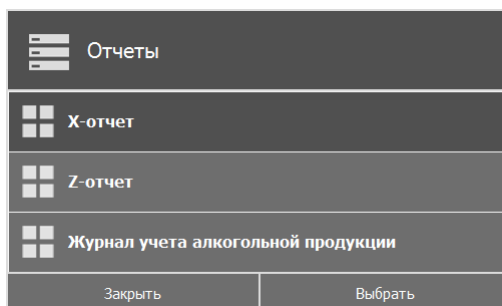 Отчеты
X-отчет
Z-отчет
Журнал учета алкогольной продукции
Закрыть
Выбрать